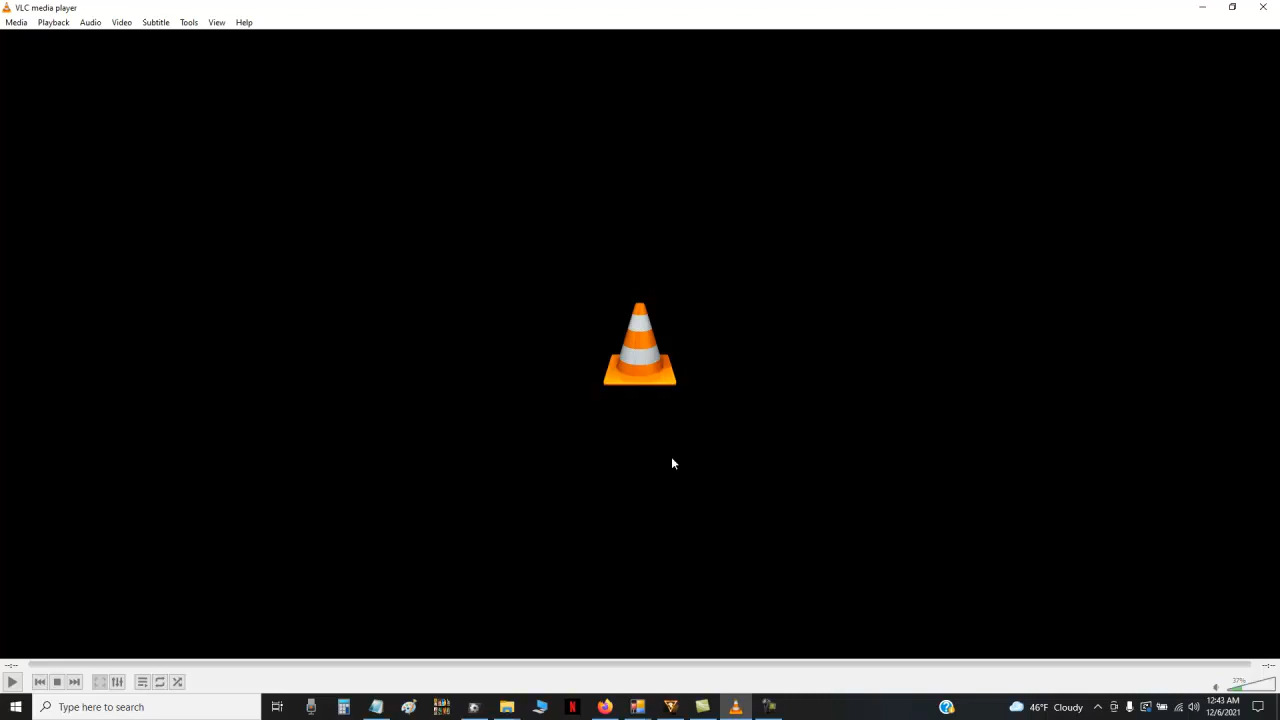 VLC media player
Media Playback Audio Video Subtitle Tools View Help
--:-- --:--
37%
Type here to search
N
46°F Cloudy
12:43 AM
12/6/2021